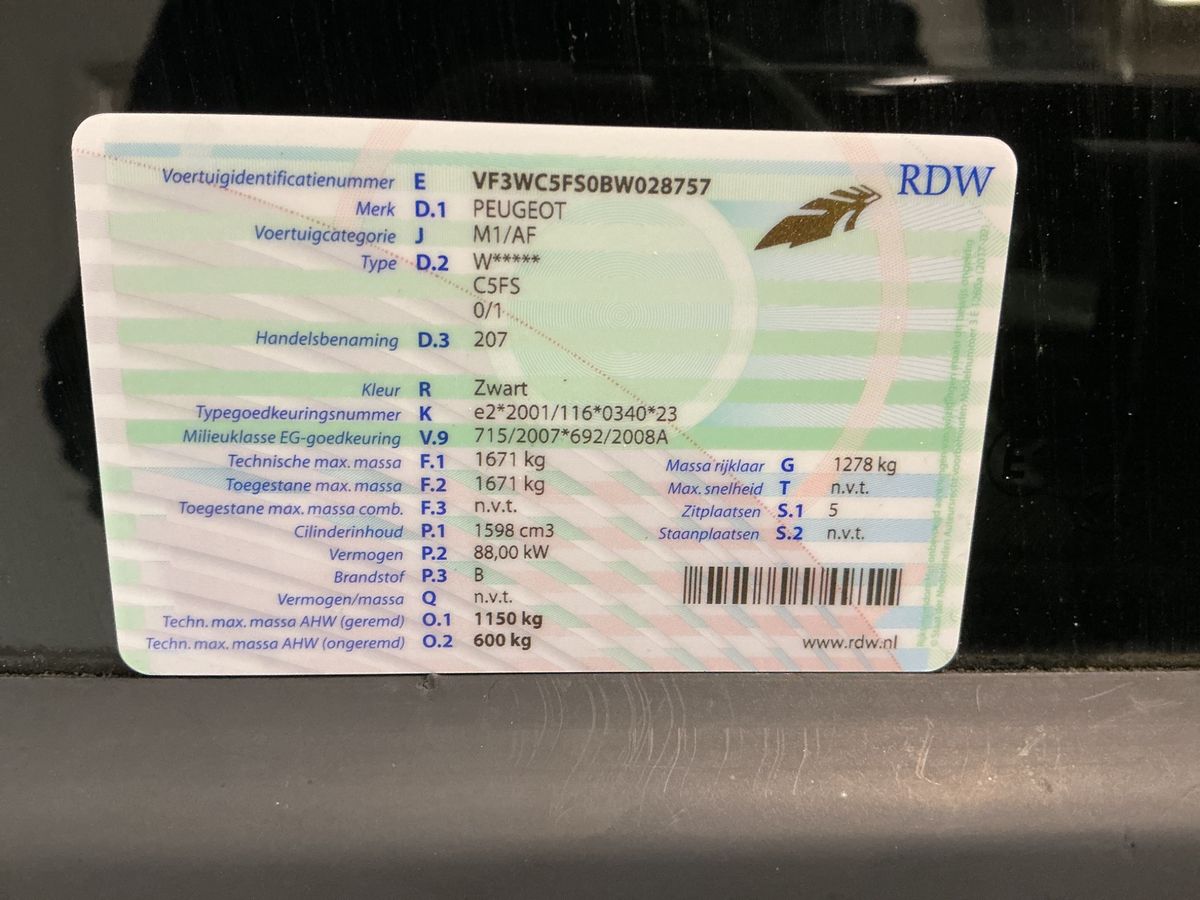 RDW
Voertuigidentificatienummer E VF3WC5FS0BW028757
Merk D.1 PEUGEOT
Voertuigcategorie J M1/AF
Type D.2 W*****
C5FS
0/1
Handelsbenaming D.3 207
Kleur R Zwart
Typegoedkeuringsnummer K e2*2001/116*0340*23
Milieuklasse EG-goedkeuring V.9 715/2007*692/2008A
Technische max. massa F.1 1671 kg
Toegestane max. massa F.2 1671 kg
Toegestane max. massa comb. F.3 n.v.t.
Cilinderinhoud P.1 1598 cm3
Vermogen P.2 88,00 kW
Brandstof P.3 B
Vermogen/massa Q n.v.t.
Techn. max. massa AHW (geremd) O.1 1150 kg
Techn. max. massa AHW (ongeremd) O.2 600 kg
Massa rijklaar G 1278 kg
Max. snelheid T n.v.t.
Zitplaatsen S.1 5
Staanplaatsen S.2 n.v.t.
www.rdw.nl